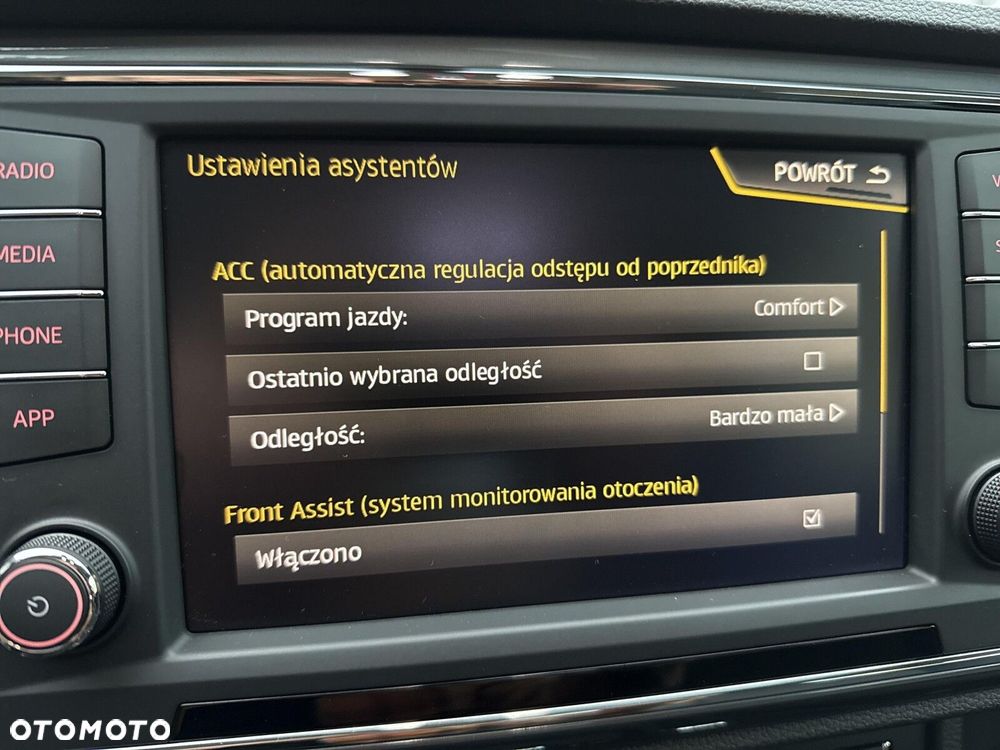 RADIO
MEDIA
PHONE
APP
Ustawienia asystentów
POWRÓT
ACC (automatyczna regulacja odstępu od poprzednika)
Program jazdy: Comfort
Ostatnio wybrana odległość
Odległość: Bardzo mała
Front Assist (system monitorowania otoczenia)
Włączono
OTOMOTO